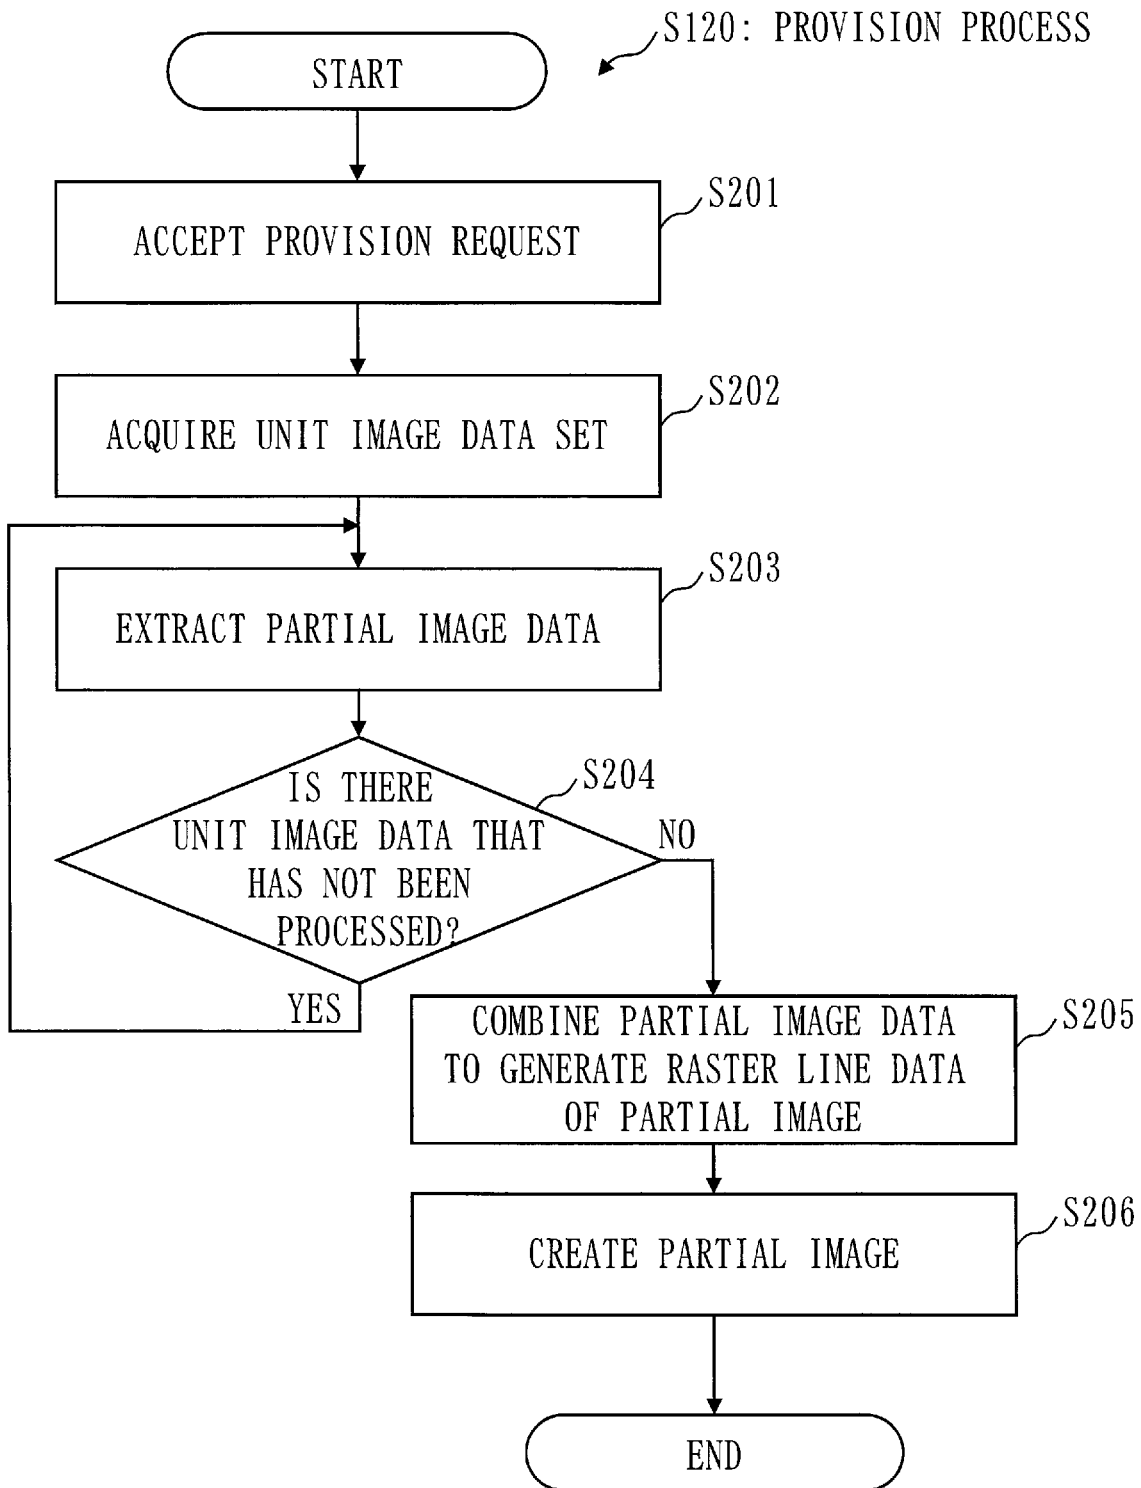 S120: PROVISION PROCESS
START
S201
ACCEPT PROVISION REQUEST
S202
ACQUIRE UNIT IMAGE DATA SET
S203
EXTRACT PARTIAL IMAGE DATA
S204
IS THERE
UNIT IMAGE DATA THAT
HAS NOT BEEN
PROCESSED?
NO
YES
S205
COMBINE PARTIAL IMAGE DATA
TO GENERATE RASTER LINE DATA
OF PARTIAL IMAGE
S206
CREATE PARTIAL IMAGE
END